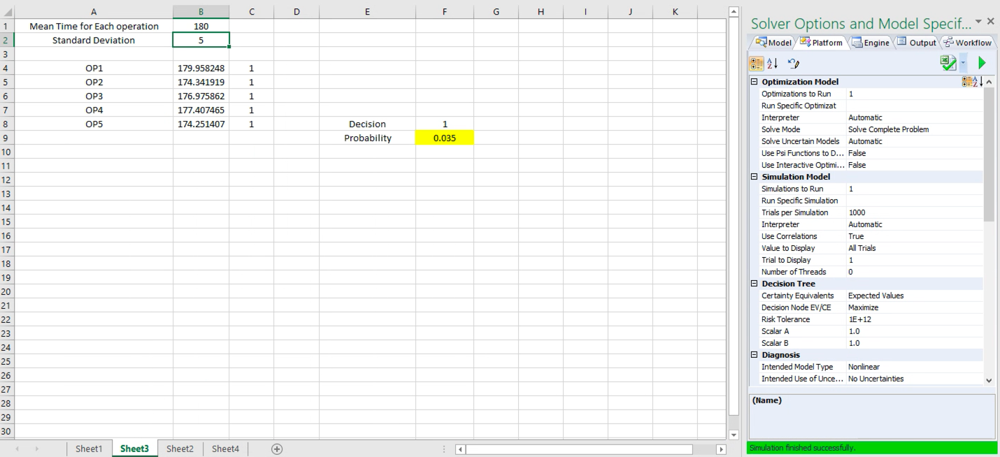 A B C D E F G H I J K
1 Mean Time for Each operation 180
2 Standard Deviation 5
3
4 OP1 179.958248 1
5 OP2 174.341919 1
6 OP3 176.975862 1
7 OP4 177.407465 1
8 OP5 174.251407 1 Decision 1
9 Probability 0.035
10
11
12
13
14
15
16
17
18
19
20
21
22
23
24
25
26
27
28
29
30
Sheet1 Sheet3 Sheet2 Sheet4
Solver Options and Model Specif...
Model Platform Engine Output Workflow
Optimization Model
Optimizations to Run 1
Run Specific Optimizat
Interpreter Automatic
Solve Mode Solve Complete Problem
Solve Uncertain Models Automatic
Use Psi Functions to D... False
Use Interactive Optimi... False
Simulation Model
Simulations to Run 1
Run Specific Simulation
Trials per Simulation 1000
Interpreter Automatic
Use Correlations True
Value to Display All Trials
Trial to Display 1
Number of Threads 0
Decision Tree
Certainty Equivalents Expected Values
Decision Node EV/CE Maximize
Risk Tolerance 1E+12
Scalar A 1.0
Scalar B 1.0
Diagnosis
Intended Model Type Nonlinear
Intended Use of Unce... No Uncertainties
(Name)
Simulation finished successfully.